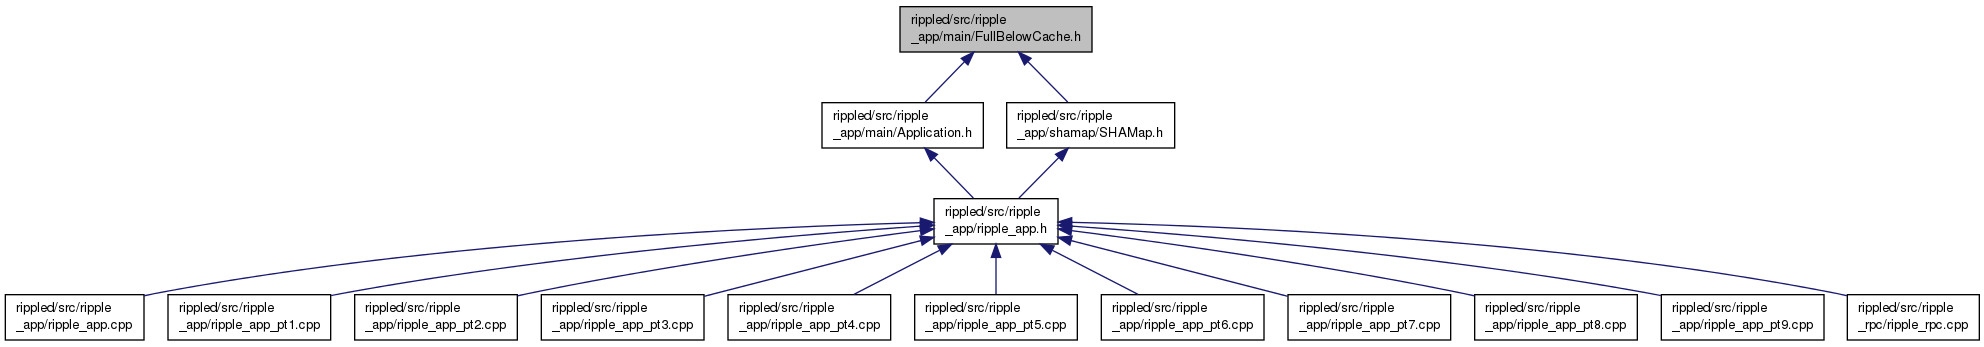 rippled/src/ripple
_app/main/FullBelowCache.h
rippled/src/ripple
_app/main/Application.h
rippled/src/ripple
_app/shamap/SHAMap.h
rippled/src/ripple
_app/ripple_app.h
rippled/src/ripple
_app/ripple_app.cpp
rippled/src/ripple
_app/ripple_app_pt1.cpp
rippled/src/ripple
_app/ripple_app_pt2.cpp
rippled/src/ripple
_app/ripple_app_pt3.cpp
rippled/src/ripple
_app/ripple_app_pt4.cpp
rippled/src/ripple
_app/ripple_app_pt5.cpp
rippled/src/ripple
_app/ripple_app_pt6.cpp
rippled/src/ripple
_app/ripple_app_pt7.cpp
rippled/src/ripple
_app/ripple_app_pt8.cpp
rippled/src/ripple
_app/ripple_app_pt9.cpp
rippled/src/ripple
_rpc/ripple_rpc.cpp